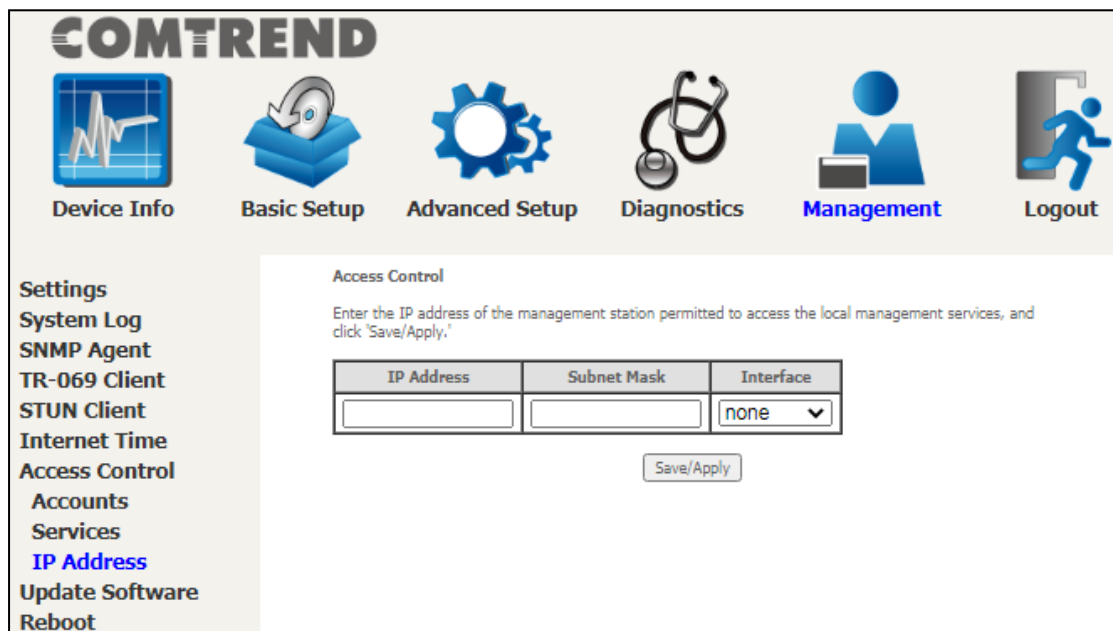 COMTREND
Device Info
Basic Setup
Advanced Setup
Diagnostics
Management
Logout
Settings
System Log
SNMP Agent
TR-069 Client
STUN Client
Internet Time
Access Control
Accounts
Services
IP Address
Update Software
Reboot
Access Control
Enter the IP address of the management station permitted to access the local management services, and
click 'Save/Apply.'
IP Address Subnet Mask Interface
none
Save/Apply